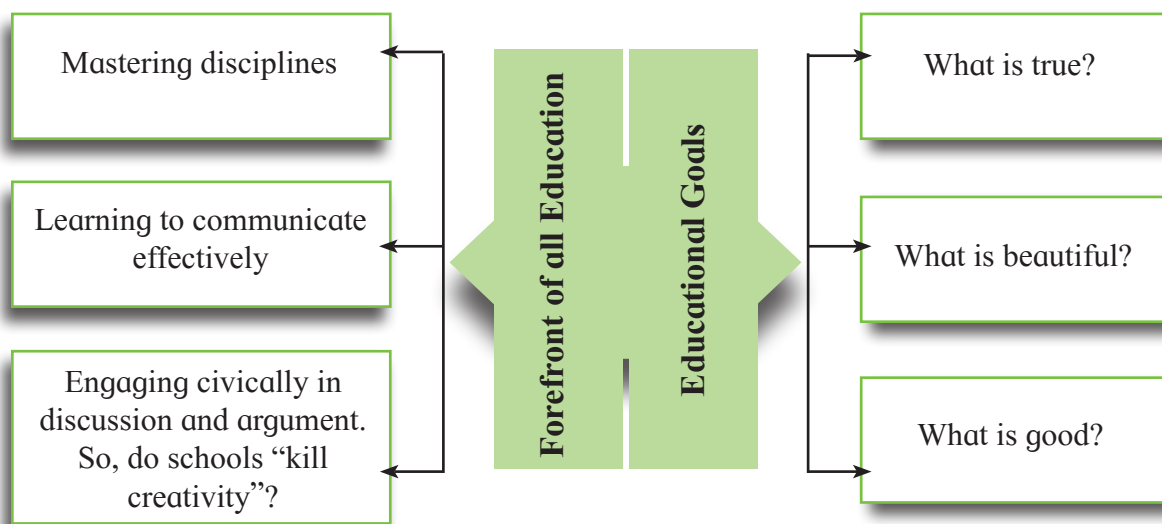 Mastering disciplines
Learning to communicate
effectively
Engaging civically in
discussion and argument.
So, do schools “kill
creativity”?
Forefront of all Education
Educational Goals
What is true?
What is beautiful?
What is good?